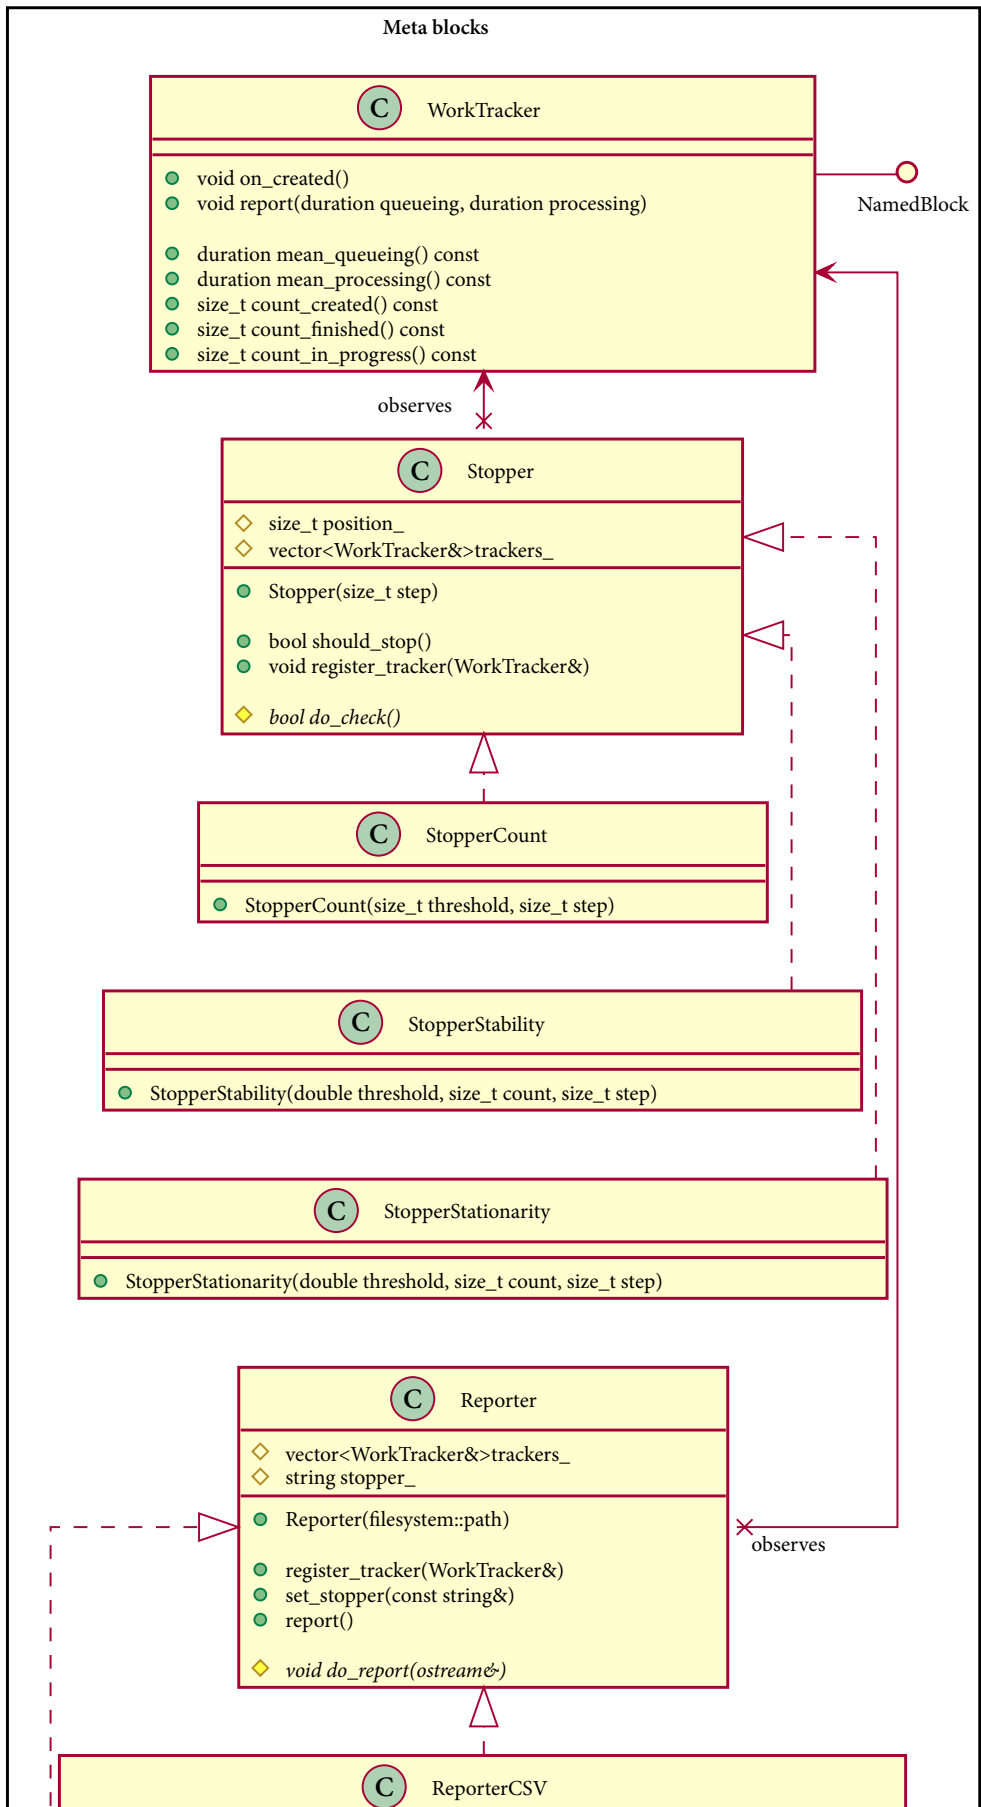 Meta blocks
C WorkTracker
void on_created()
void report(duration queueing, duration processing)
duration mean_queueing() const
duration mean_processing() const
size_t count_created() const
size_t count_finished() const
size_t count_in_progress() const
NamedBlock
observes
C Stopper
size_t position_
vector<WorkTracker&>trackers_
Stopper(size_t step)
bool should_stop()
void register_tracker(WorkTracker&)
bool do_check()
C StopperCount
StopperCount(size_t threshold, size_t step)
C StopperStability
StopperStability(double threshold, size_t count, size_t step)
C StopperStationarity
StopperStationarity(double threshold, size_t count, size_t step)
C Reporter
vector<WorkTracker&>trackers_
string stopper_
Reporter(filesystem::path)
register_tracker(WorkTracker&)
set_stopper(const string&)
report()
void do_report(ostream&)
observes
C ReporterCSV